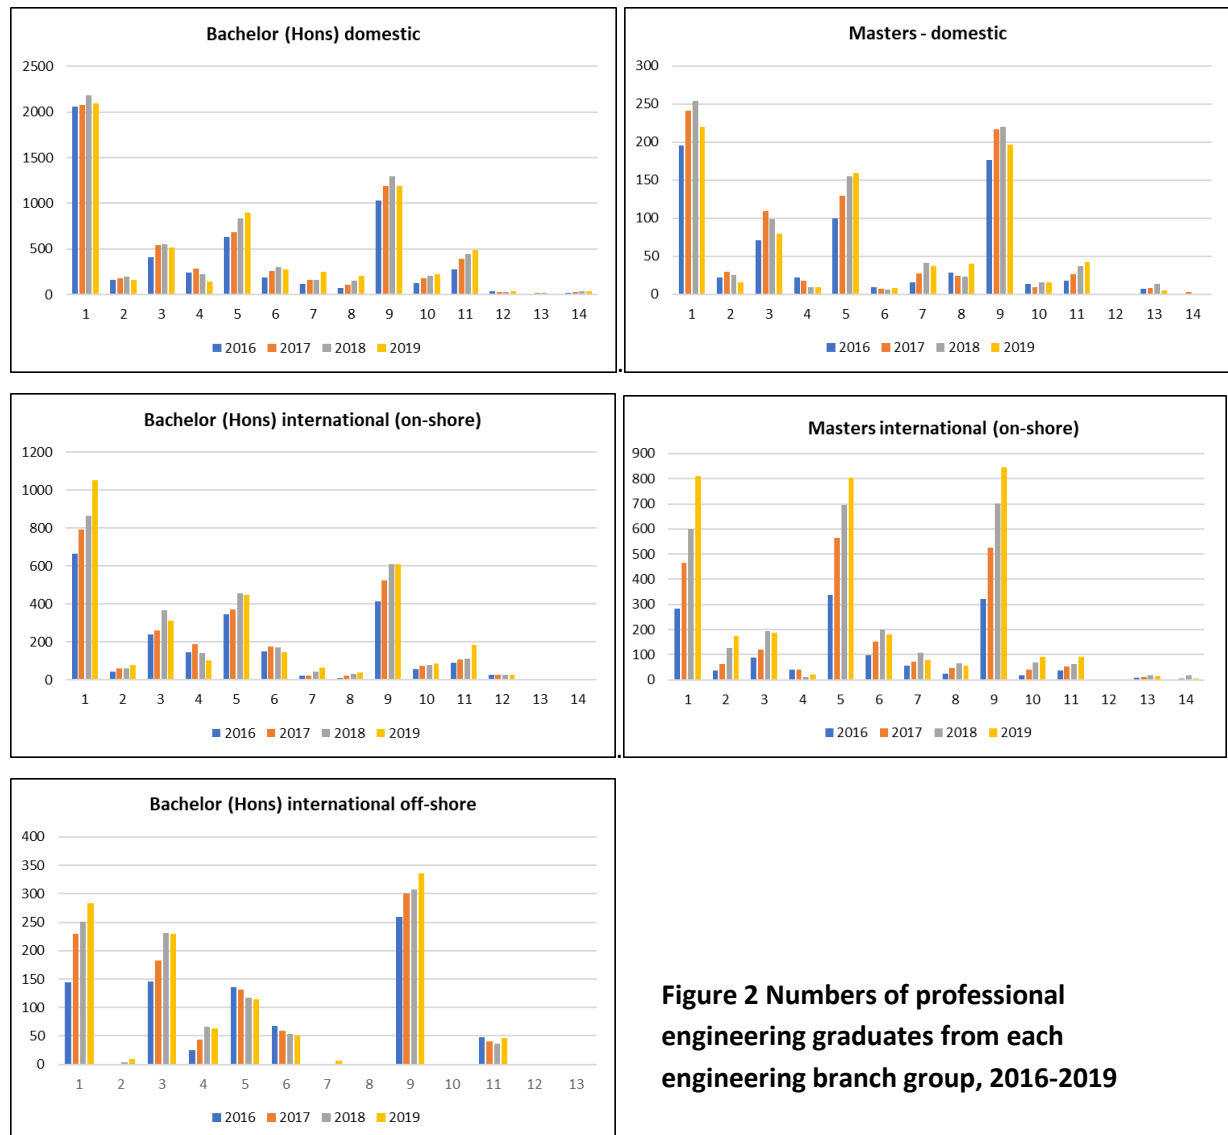 Bachelor (Hons) domestic
2500
2000
1500
1000
500
0
1 2 3 4 5 6 7 8 9 10 11 12 13 14
2016 2017 2018 2019
.
Masters - domestic
300
250
200
150
100
50
0
1 2 3 4 5 6 7 8 9 10 11 12 13 14
2016 2017 2018 2019
Bachelor (Hons) international (on-shore)
1200
1000
800
600
400
200
0
1 2 3 4 5 6 7 8 9 10 11 12 13 14
2016 2017 2018 2019
.
Masters international (on-shore)
900
800
700
600
500
400
300
200
100
0
1 2 3 4 5 6 7 8 9 10 11 12 13 14
2016 2017 2018 2019
Bachelor (Hons) international off-shore
400
350
300
250
200
150
100
50
0
1 2 3 4 5 6 7 8 9 10 11 12 13
2016 2017 2018 2019
Figure 2 Numbers of professional
engineering graduates from each
engineering branch group, 2016-2019